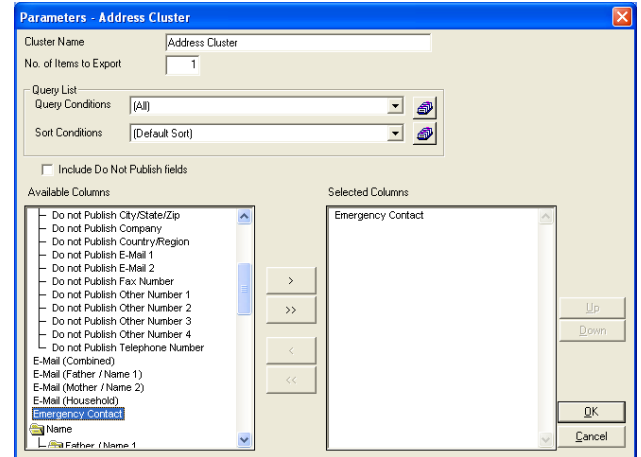 Parameters - Address Cluster
Cluster Name
Address Cluster
No. of Items to Export
1
Query List
Query Conditions
(All)
Sort Conditions
(Default Sort)
Include Do Not Publish fields
Available Columns
Selected Columns
Do not Publish City/State/Zip
Do not Publish Company
Do not Publish Country/Region
Do not Publish E-Mail 1
Do not Publish E-Mail 2
Do not Publish Fax Number
Do not Publish Other Number 1
Do not Publish Other Number 2
Do not Publish Other Number 3
Do not Publish Other Number 4
Do not Publish Telephone Number
E-Mail (Combined)
E-Mail (Father / Name 1)
E-Mail (Mother / Name 2)
E-Mail (Household)
Emergency Contact
Name
Father / Name 1
>
>>
<
<<
Emergency Contact
Up
Down
OK
Cancel